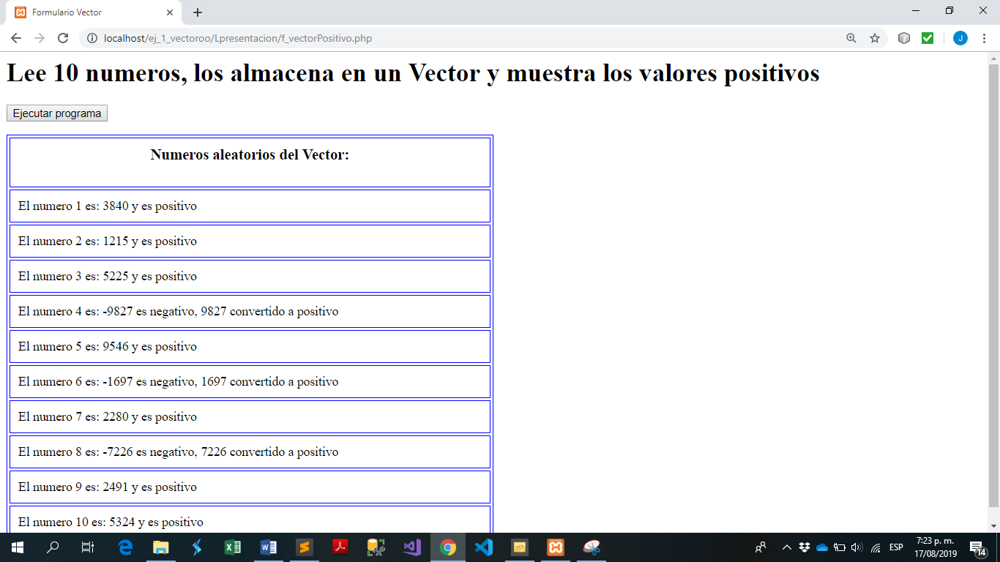 Formulario Vector
localhost/ej_1_vectoroo/Lpresentacion/f_vectorPositivo.php
J
Lee 10 numeros, los almacena en un Vector y muestra los valores positivos
Ejecutar programa
Numeros aleatorios del Vector:
El numero 1 es: 3840 y es positivo
El numero 2 es: 1215 y es positivo
El numero 3 es: 5225 y es positivo
El numero 4 es: -9827 es negativo, 9827 convertido a positivo
El numero 5 es: 9546 y es positivo
El numero 6 es: -1697 es negativo, 1697 convertido a positivo
El numero 7 es: 2280 y es positivo
El numero 8 es: -7226 es negativo, 7226 convertido a positivo
El numero 9 es: 2491 y es positivo
El numero 10 es: 5324 y es positivo
ESP
7:23 p. m.
17/08/2019
14